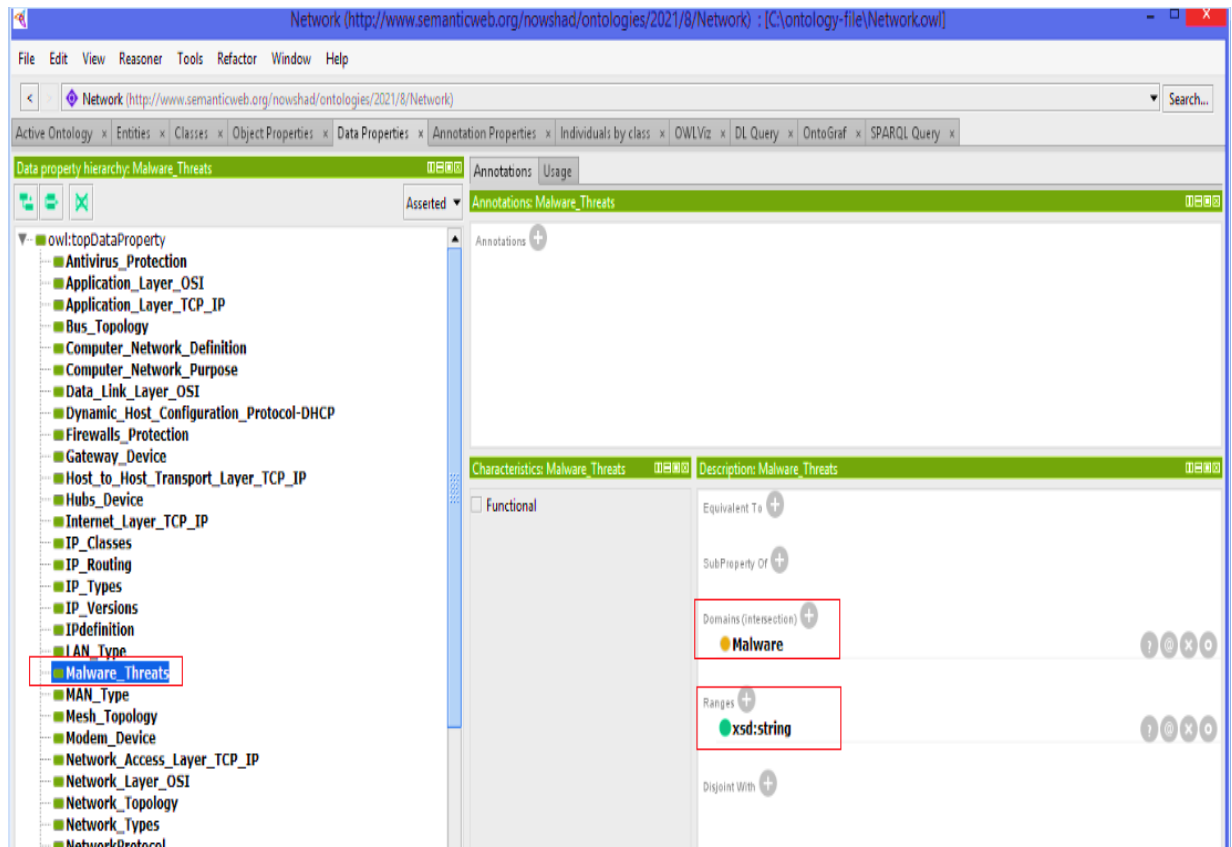 Network (http://www.semanticweb.org/nowshad/ontologies/2021/8/Network) : [C:\ontology-file\Network.owl]
File Edit View Reasoner Tools Refactor Window Help
< > Network (http://www.semanticweb.org/nowshad/ontologies/2021/8/Network) Search...
Active Ontology × Entities × Classes × Object Properties × Data Properties × Annotation Properties × Individuals by class × OWLViz × DL Query × OntoGraf × SPARQL Query ×
Data property hierarchy: Malware_Threats
Asserted
owl:topDataProperty
Antivirus_Protection
Application_Layer_OSI
Application_Layer_TCP_IP
Bus_Topology
Computer_Network_Definition
Computer_Network_Purpose
Data_Link_Layer_OSI
Dynamic_Host_Configuration_Protocol-DHCP
Firewalls_Protection
Gateway_Device
Host_to_Host_Transport_Layer_TCP_IP
Hubs_Device
Internet_Layer_TCP_IP
IP_Classes
IP_Routing
IP_Types
IP_Versions
IPdefinition
LAN_Type
Malware_Threats
MAN_Type
Mesh_Topology
Modem_Device
Network_Access_Layer_TCP_IP
Network_Layer_OSI
Network_Topology
Network_Types
NetworkProtocol
Annotations Usage
Annotations: Malware_Threats
Annotations
Characteristics: Malware_Threats
Functional
Description: Malware_Threats
Equivalent To
SubProperty Of
Domains (intersection)
Malware
Ranges
xsd:string
Disjoint With